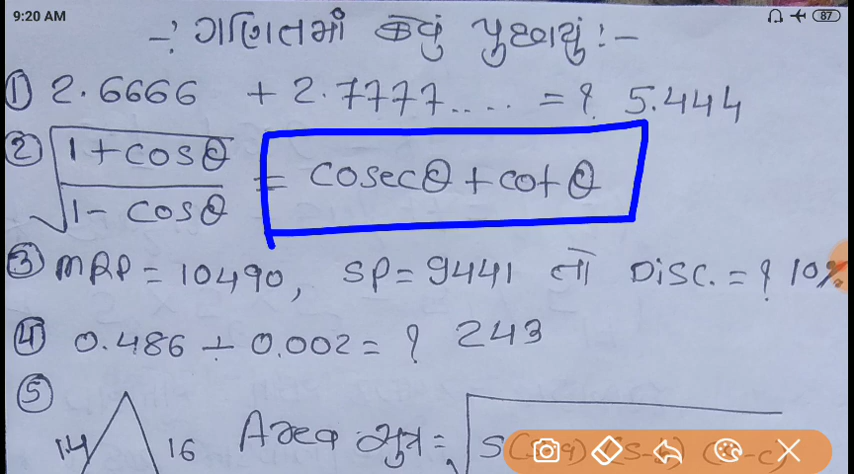 9:20 AM 87
-: ગણિતમાં કેવું પુછાયું :-
① 2.6666 + 2.7777.... = ? 5.444
② √(1+cosθ / 1-cosθ) = cosecθ + cotθ
③ MRP = 10490, SP = 9441 તો Disc. = ? 10%
④ 0.486 ÷ 0.002 = ? 243
⑤
14 16 Area સુત્ર = √S(